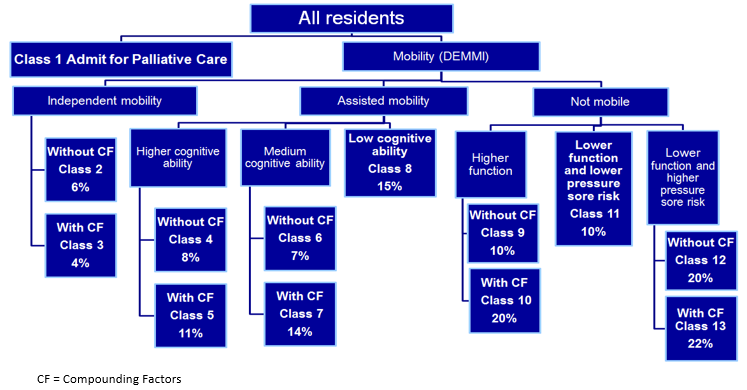 All residents
Class 1 Admit for Palliative Care
Mobility (DEMMI)
Independent mobility
Assisted mobility
Not mobile
Without CF
Class 2
6%
With CF
Class 3
4%
Higher cognitive
ability
Without CF
Class 4
8%
With CF
Class 5
11%
Medium
cognitive ability
Without CF
Class 6
7%
With CF
Class 7
14%
Low cognitive
ability
Class 8
15%
Higher
function
Without CF
Class 9
10%
With CF
Class 10
20%
Lower
function
and lower
pressure
sore risk
Class 11
10%
Lower
function and
higher
pressure
sore risk
Without CF
Class 12
20%
With CF
Class 13
22%
CF = Compounding Factors